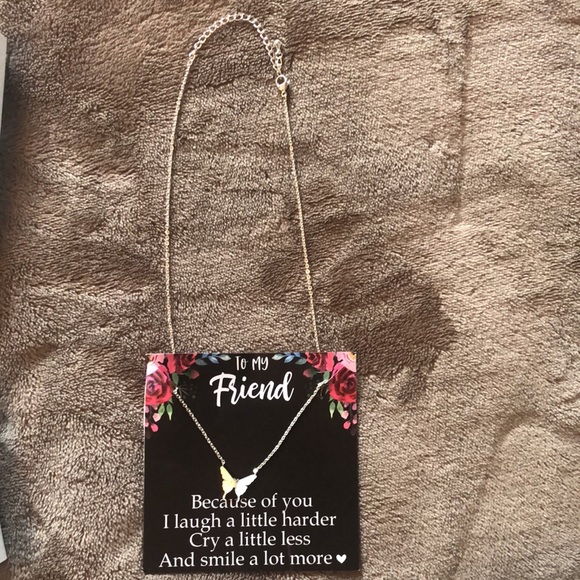 To My
Friend
Because of you
I laugh a little harder
Cry a little less
And smile a lot more ♥